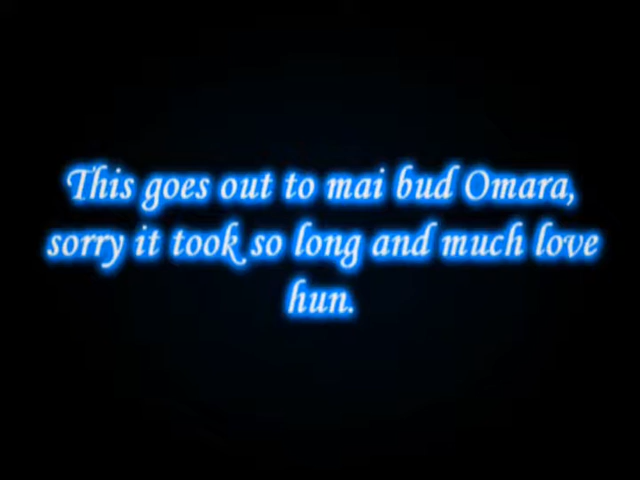 This goes out to mai bud Omara,
sorry it took so long and much love
hun.